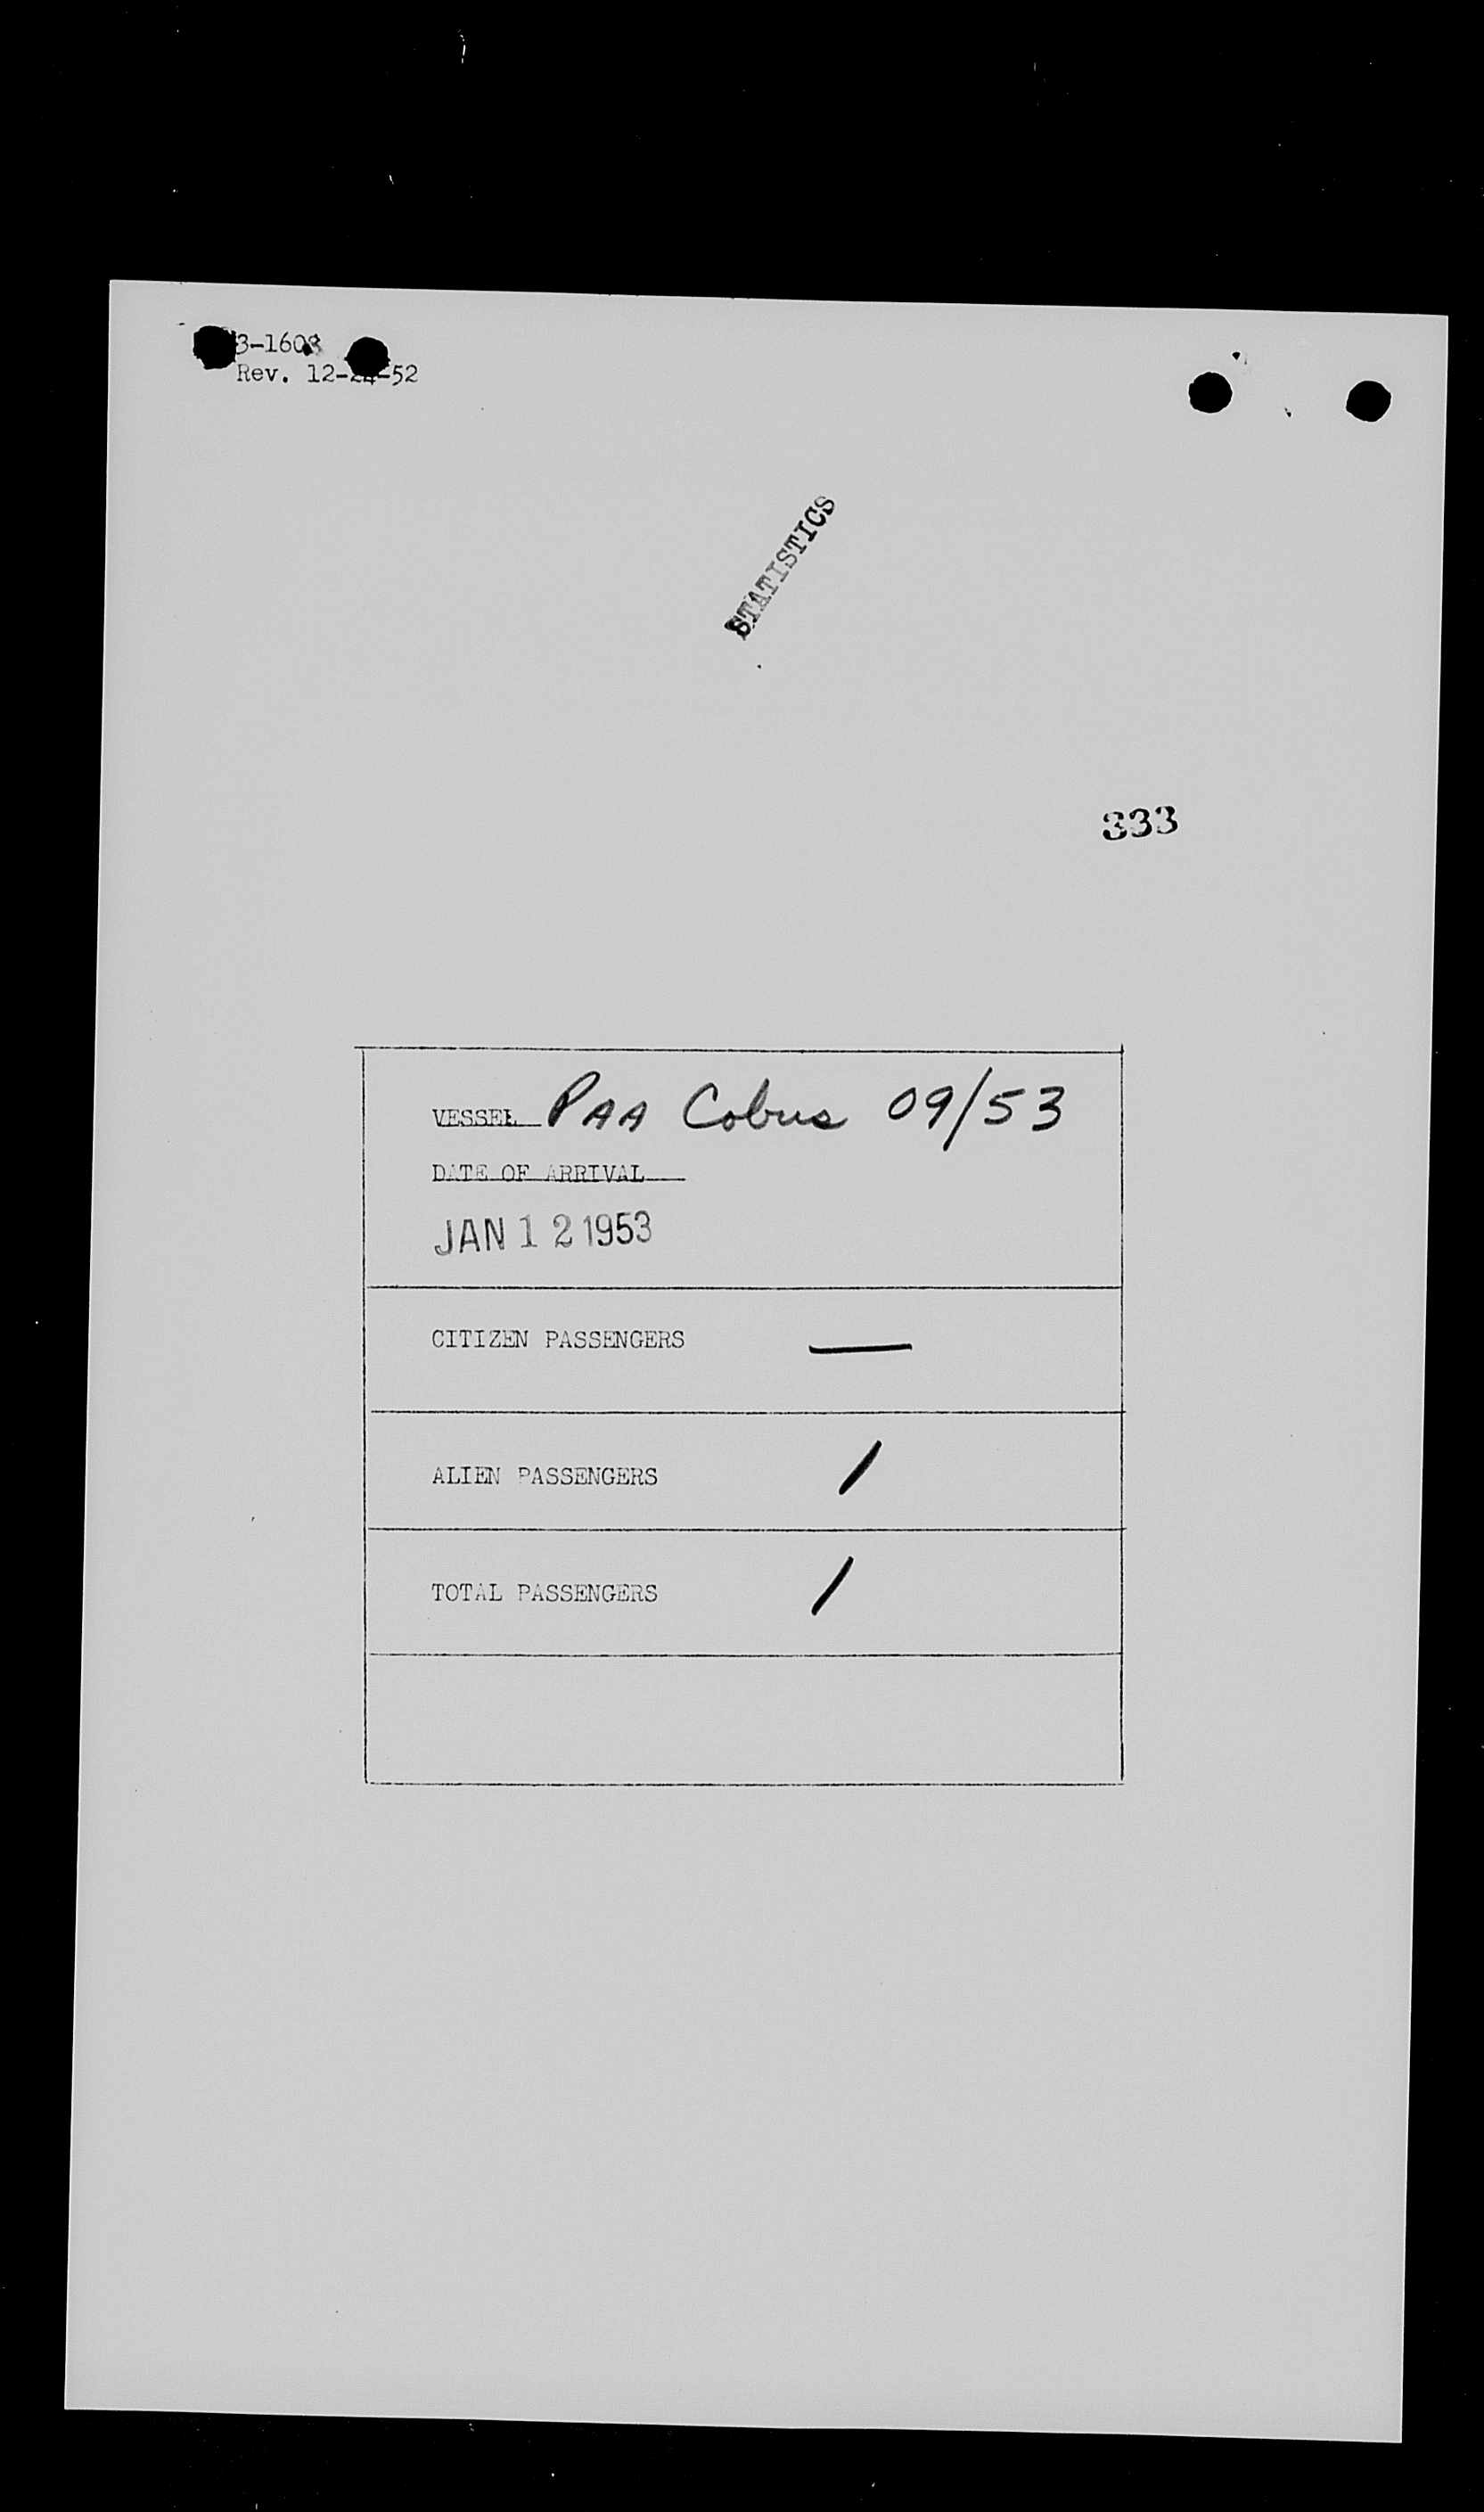 3-1608
Rev. 12-24-52
STATISTICS
333
VESSEL PAA Cobus 09/53
DATE OF ARRIVAL
JAN 12 1953
CITIZEN PASSENGERS —
ALIEN PASSENGERS 1
TOTAL PASSENGERS 1